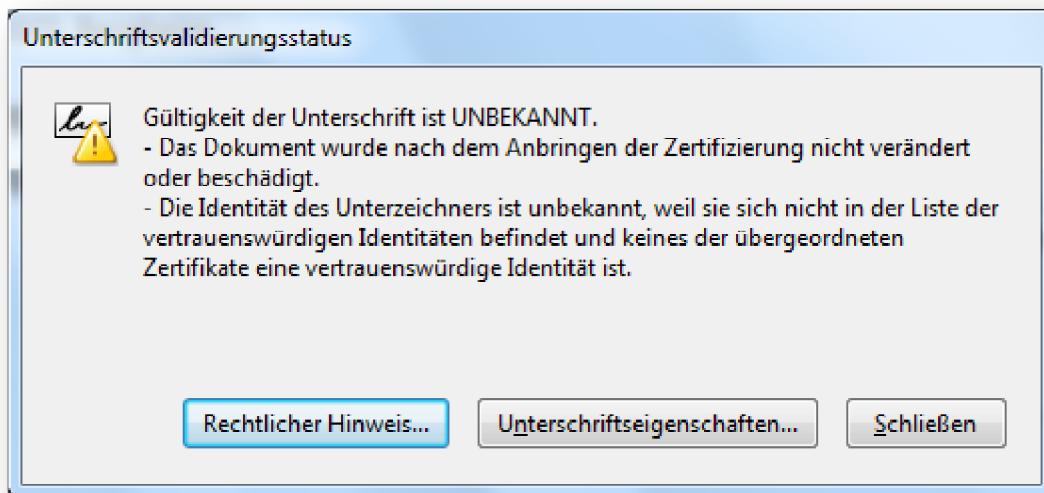 Unterschriftsvalidierungsstatus
Gültigkeit der Unterschrift ist UNBEKANNT.
- Das Dokument wurde nach dem Anbringen der Zertifizierung nicht verändert
oder beschädigt.
- Die Identität des Unterzeichners ist unbekannt, weil sie sich nicht in der Liste der
vertrauenswürdigen Identitäten befindet und keines der übergeordneten
Zertifikate eine vertrauenswürdige Identität ist.
Rechtlicher Hinweis... Unterschriftseigenschaften... Schließen